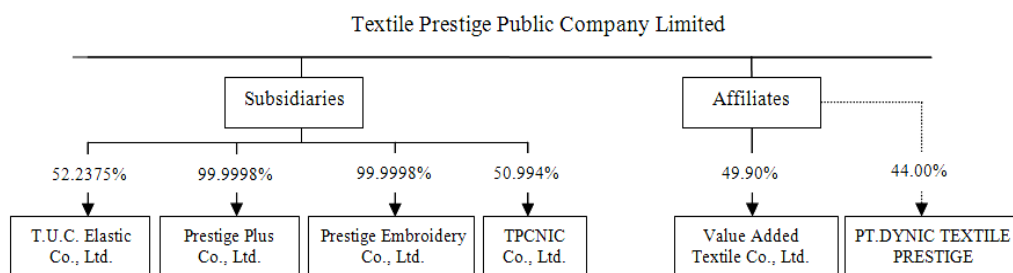 Textile Prestige Public Company Limited
Subsidiaries
Affiliates
52.2375%
99.9998%
99.9998%
50.994%
49.90%
44.00%
T.U.C. Elastic
Co., Ltd.
Prestige Plus
Co., Ltd.
Prestige Embroidery
Co., Ltd.
TPCNIC
Co., Ltd.
Value Added
Textile Co., Ltd.
PT.DYNIC TEXTILE
PRESTIGE